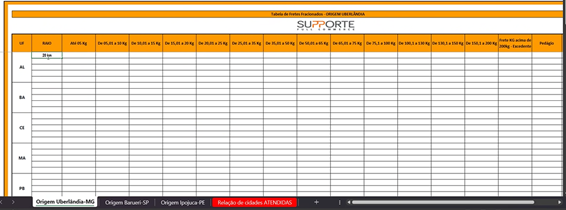 Tabela de Fretes Fracionados - ORIGEM UBERLÂNDIA
SUPPORTE
FULL COMMERCE
UF RAIO Até 05 Kg De 05,01 a 10 Kg De 10,01 a 15 Kg De 15,01 a 20 Kg De 20,01 a 25 Kg De 25,01 a 35 Kg De 35,01 a 50 Kg De 50,01 a 65 Kg De 65,01 a 75 Kg De 75,1 a 100 Kg De 100,1 a 130 Kg De 130,1 a 150 Kg De 150,1 a 200 Kg Frete KG acima de 200kg - Excedente Pedágio
20 km
AL
BA
CE
MA
PB
Origem Uberlândia-MG Origem Barueri-SP Origem Ipojuca-PE Relação de cidades ATENDIDAS +